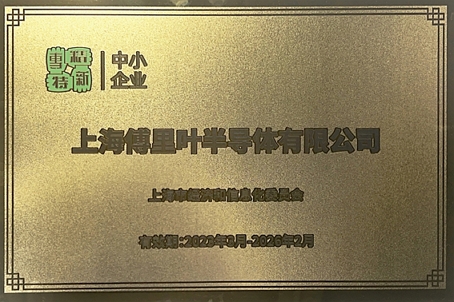 专精特新
中小
企业
上海傅里叶半导体有限公司
上海市经济和信息化委员会
有效期:2023年3月-2026年2月